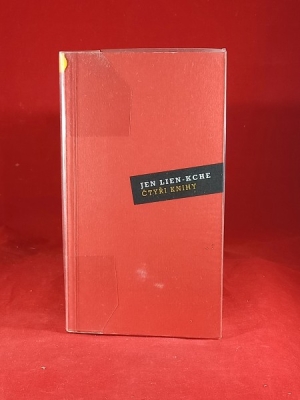 JEN LIEN-KCHE
ČTYŘI KNIHY